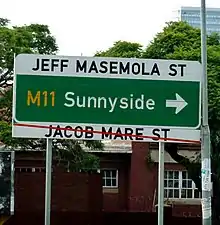 JEFF MASEMOLA ST
M11 Sunnyside →
JACOB MARE ST